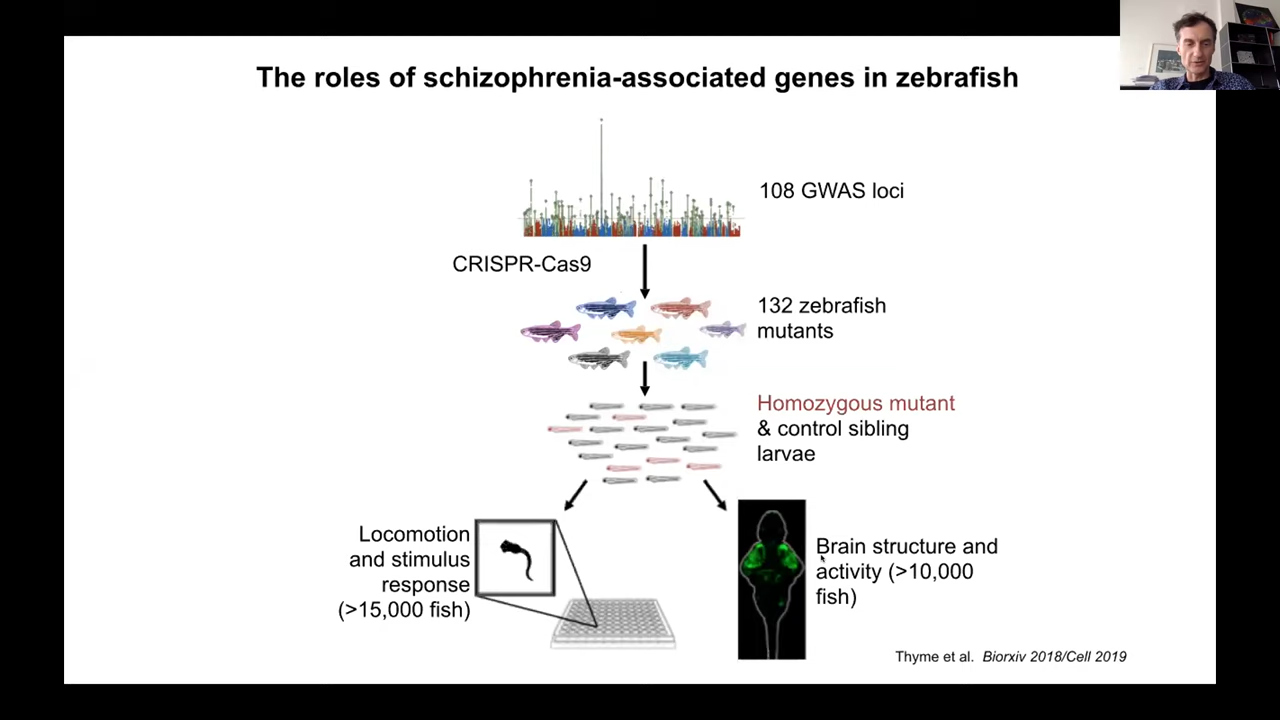 The roles of schizophrenia-associated genes in zebrafish
108 GWAS loci
CRISPR-Cas9
132 zebrafish
mutants
Homozygous mutant
& control sibling
larvae
Locomotion
and stimulus
response
(>15,000 fish)
Brain structure and
activity (>10,000
fish)
Thyme et al.  Biorxiv 2018/Cell 2019